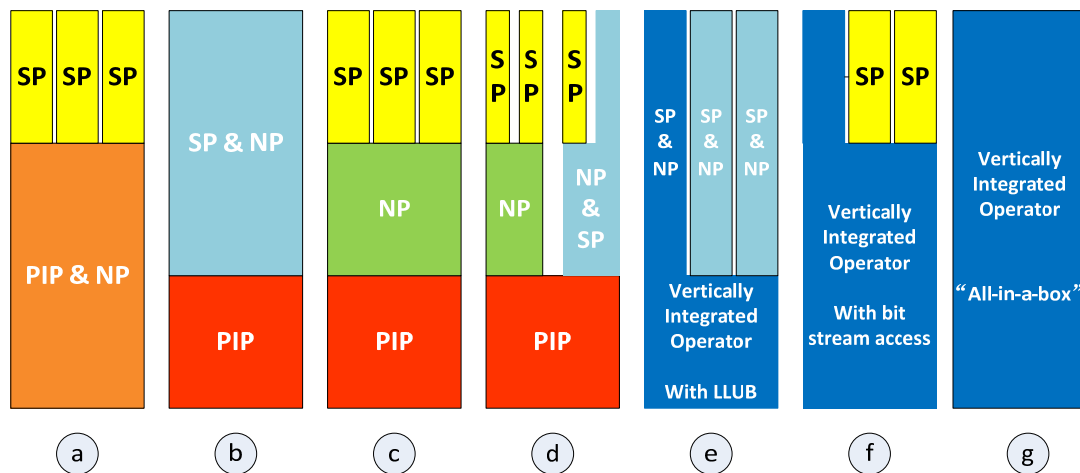 SP SP SP
PIP & NP
a
SP & NP
PIP
b
SP SP SP
NP
PIP
c
S
P
S
P
S
P
NP
NP
&
SP
PIP
d
SP
&
NP
SP
&
NP
SP
&
NP
Vertically
Integrated
Operator
With LLUB
e
SP SP
Vertically
Integrated
Operator
With bit
stream access
f
Vertically
Integrated
Operator
“All-in-a-box”
g